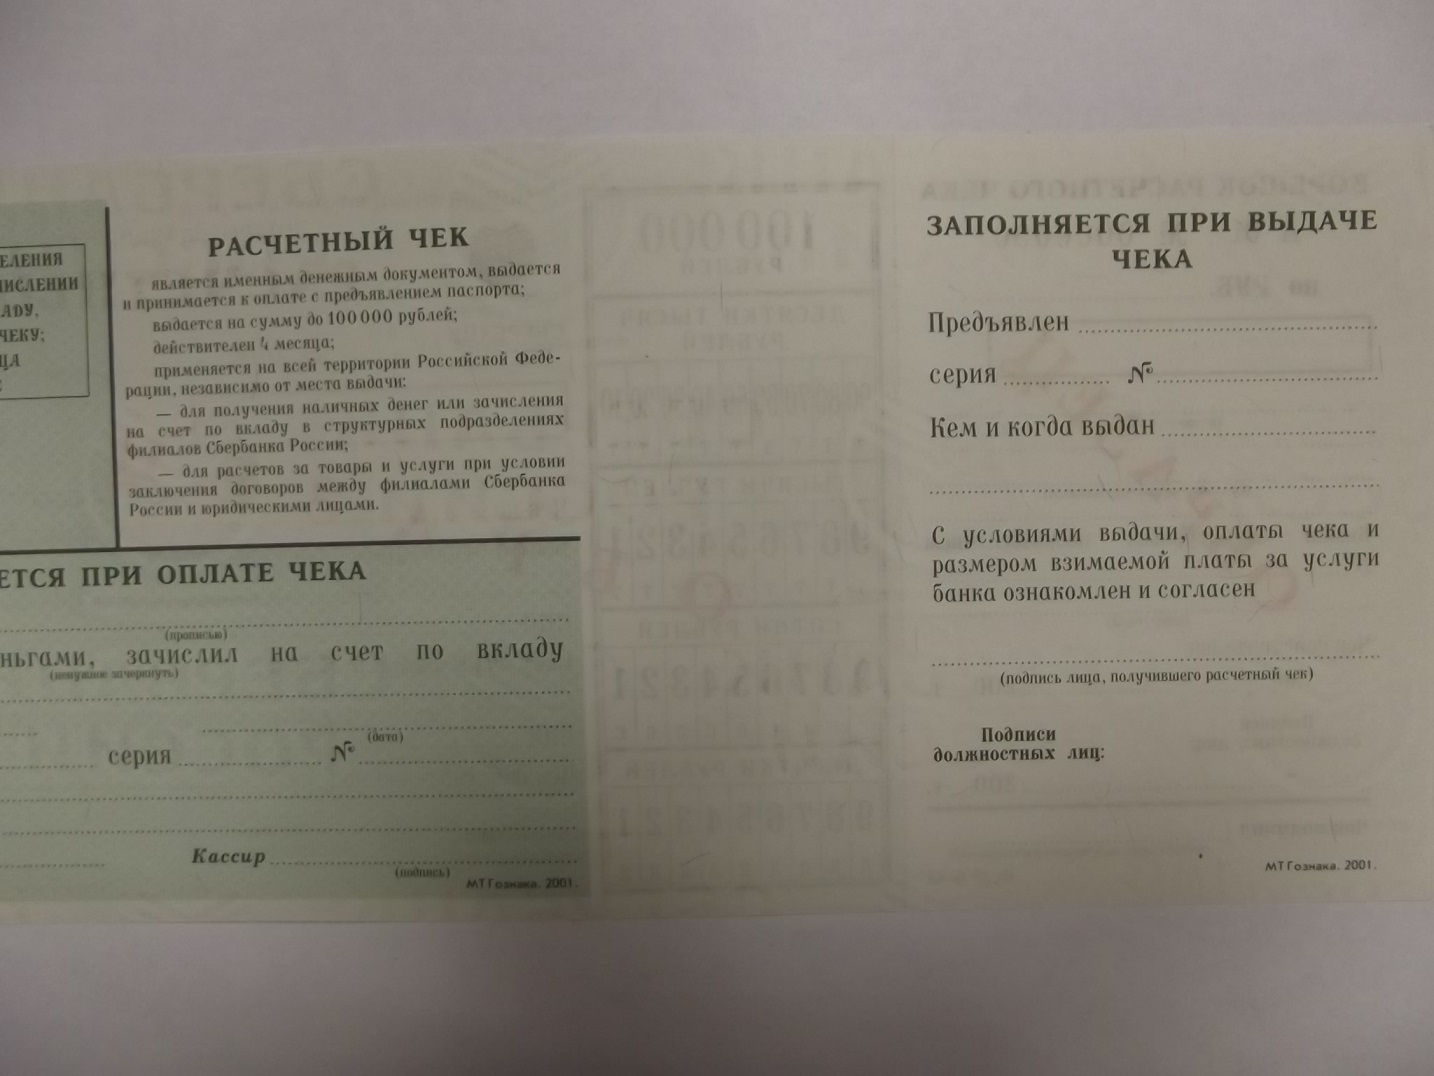 ЕЛЕНИЯ
ИСЛЕНИИ
АДУ,
ЧЕКУ;
ЦА
РАСЧЕТНЫЙ ЧЕК
является именным денежным документом, выдается
и принимается к оплате с предъявлением паспорта;
выдается на сумму до 100 000 рублей;
действителен 4 месяца;
применяется на всей территории Российской Феде-
рации, независимо от места выдачи:
— для получения наличных денег или зачисления
на счет по вкладу в структурных подразделениях
филиалов Сбербанка России;
— для расчетов за товары и услуги при условии
заключения договоров между филиалами Сбербанка
России и юридическими лицами.
ЕТСЯ ПРИ ОПЛАТЕ ЧЕКА
(прописью)
ньгами, зачислил на счет по вкладу
(ненужное зачеркнуть)
(дата)
серия № 
Кассир
(подпись)
МТ Гознака. 2001.
ЗАПОЛНЯЕТСЯ ПРИ ВЫДАЧЕ
ЧЕКА
Предъявлен
серия №
Кем и когда выдан
С условиями выдачи, оплаты чека и
размером взимаемой платы за услуги
банка ознакомлен и согласен
(подпись лица, получившего расчетный чек)
Подписи
должностных лиц:
МТ Гознака. 2001.